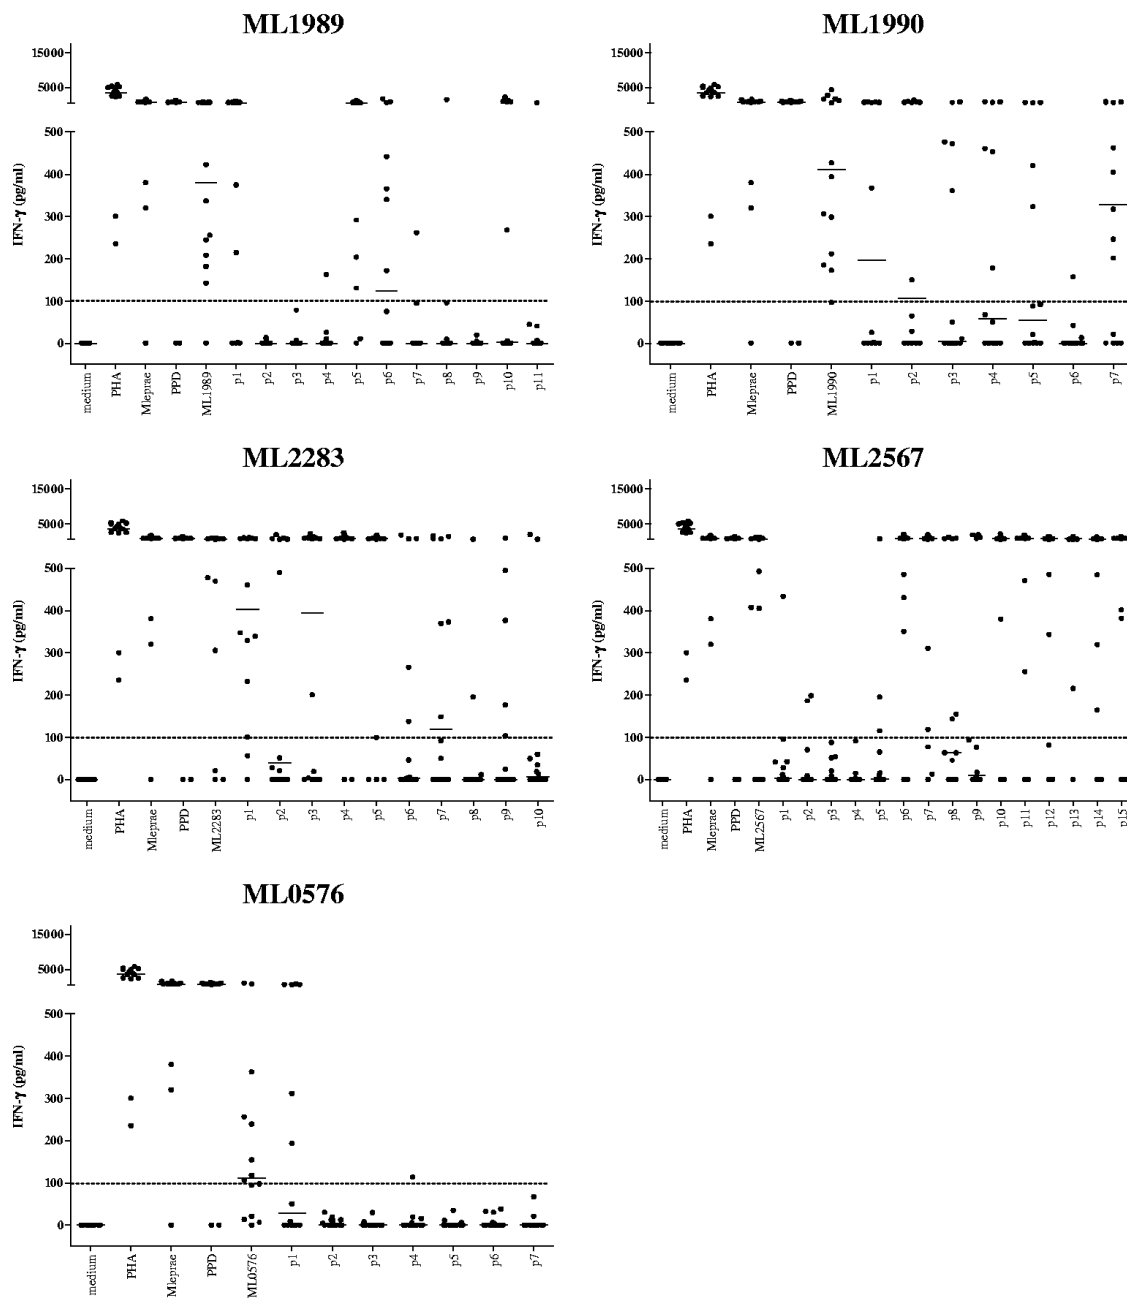 ML1989
15000
5000
500
400
300
200
100
0
IFN-γ (pg/ml)
medium
PHA
Mleprae
PPD
ML1989
p1
p2
p3
p4
p5
p6
p7
p8
p9
p10
p11
ML1990
15000
5000
500
400
300
200
100
0
IFN-γ (pg/ml)
medium
PHA
Mleprae
PPD
ML1990
p1
p2
p3
p4
p5
p6
p7
ML2283
15000
5000
500
400
300
200
100
0
IFN-γ (pg/ml)
medium
PHA
Mleprae
PPD
ML2283
p1
p2
p3
p4
p5
p6
p7
p8
p9
p10
ML2567
15000
5000
500
400
300
200
100
0
IFN-γ (pg/ml)
medium
PHA
Mleprae
PPD
ML2567
p1
p2
p3
p4
p5
p6
p7
p8
p9
p10
p11
p12
p13
p14
p15
ML0576
15000
5000
500
400
300
200
100
0
IFN-γ (pg/ml)
medium
PHA
Mleprae
PPD
ML0576
p1
p2
p3
p4
p5
p6
p7